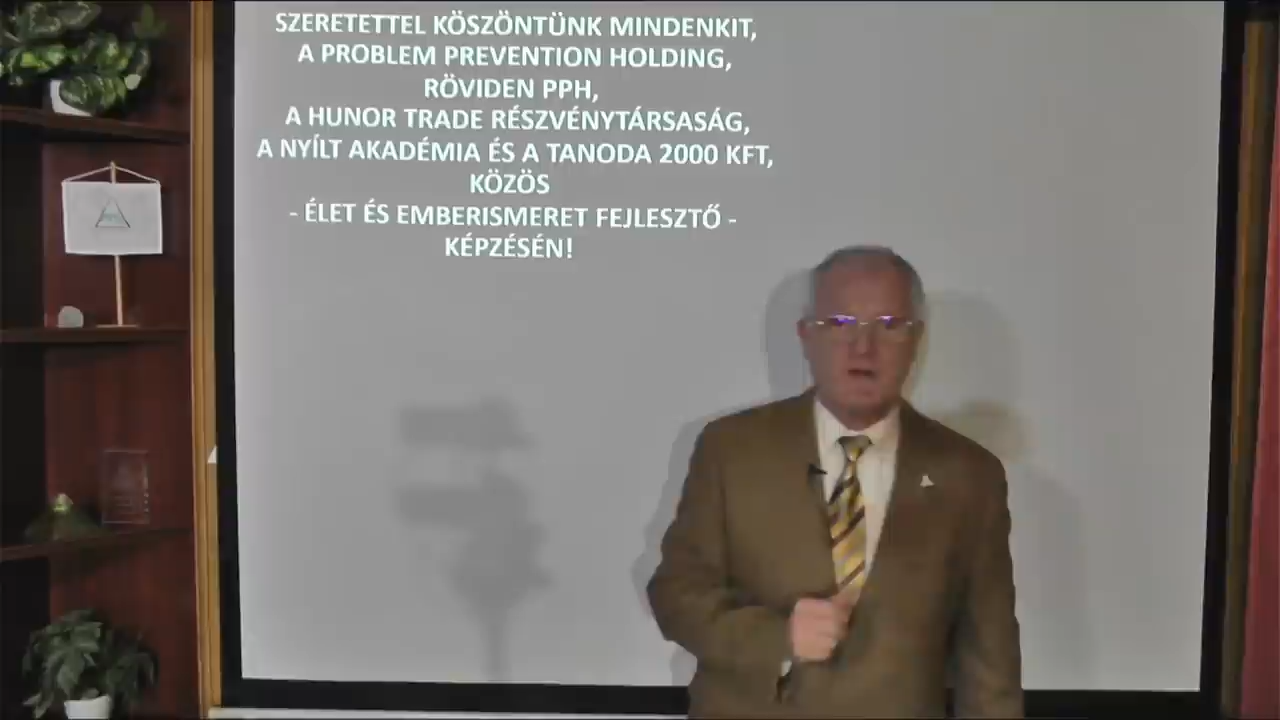 SZERETETTEL KÖSZÖNTÜNK MINDENKIT,
A PROBLEM PREVENTION HOLDING,
RÖVIDEN PPH,
A HUNOR TRADE RÉSZVÉNYTÁRSASÁG,
A NYÍLT AKADÉMIA ÉS A TANODA 2000 KFT,
KÖZÖS
- ÉLET ÉS EMBERISMERET FEJLESZTŐ -
KÉPZÉSÉN!